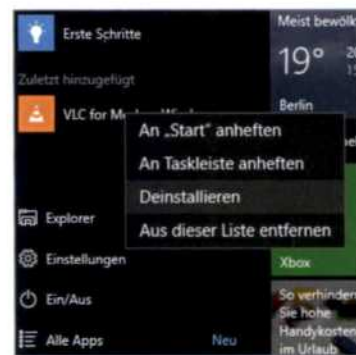 Erste Schritte
Zuletzt hinzugefügt
VLC for
An „Start" anheften
An Taskleiste anheften
Deinstallieren
Aus dieser Liste entfernen
Explorer
Einstellungen
Ein/Aus
Alle Apps
Neu
Meist bewölk
19°
Berlin
Xbox
So verhinden
Sie hohe
Handykosten
im Urlaub